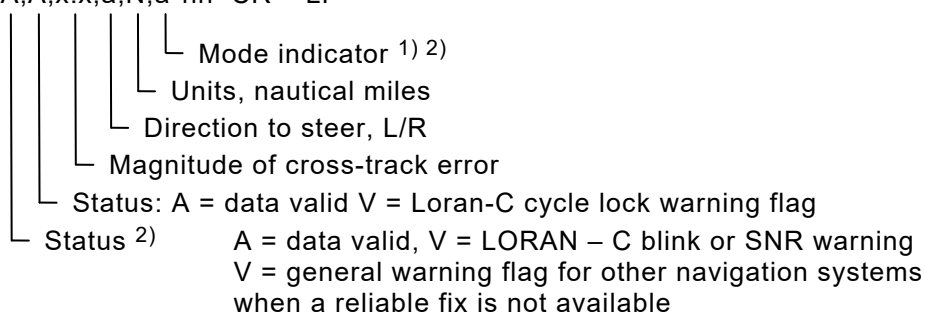 Mode indicator 1) 2)
Units, nautical miles
Direction to steer, L/R
Magnitude of cross-track error
Status: A = data valid V = Loran-C cycle lock warning flag
Status 2) A = data valid, V = LORAN – C blink or SNR warning
V = general warning flag for other navigation systems
when a reliable fix is not available